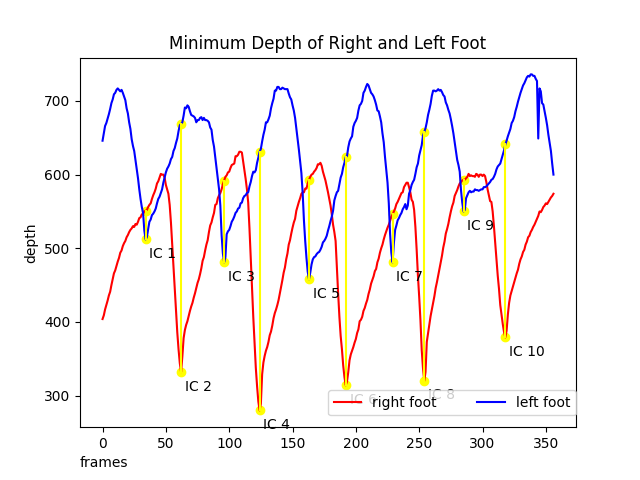 Minimum Depth of Right and Left Foot
depth
700
600
500
400
300
IC 1
IC 2
IC 3
IC 4
IC 5
IC 6
IC 7
IC 8
IC 9
IC 10
right foot
left foot
0
50
100
150
200
250
300
350
frames